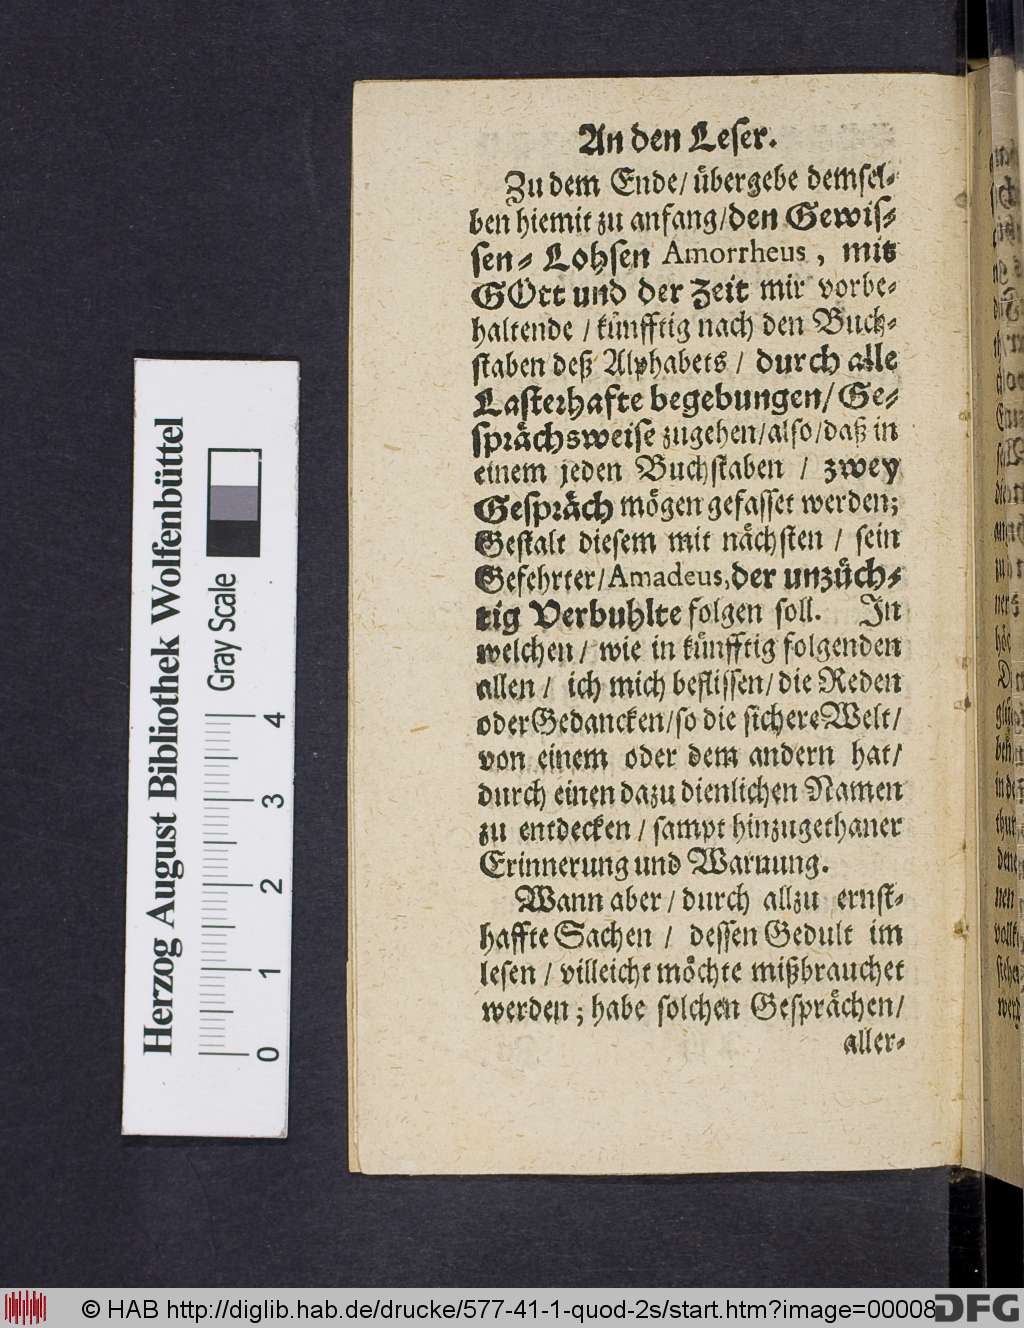 An den Leser.
Zu dem Ende/ übergebe demsel-
ben hiemit zu anfang/ den Gewis-
sen- Lohsen Amorrheus, mit
GOtt und der Zeit mir vorbe-
haltende / künfftig nach den Buch-
staben deß Alphabets / durch alle
Lasterhafte begebungen/ Ge-
sprächsweise zugehen/ also/ daß in
einem jeden Buchstaben / zwey
Gespräch mögen gefasset werden;
Gestalt diesem mit nächsten / sein
Gefehrter/ Amadeus, der unzüch-
tig Verbuhlte folgen soll. In
welchen / wie in künfftig folgenden
allen / ich mich beflissen/ die Reden
oder Gedancken/ so die sichere Welt/
von einem oder dem andern hat/
durch einen dazu dienlichen Namen
zu entdecken / sampt hinzugethaner
Erinnerung und Waruung.
Wann aber / durch allzu ernst-
haffte Sachen / dessen Gedult im
lesen / villeicht möchte mißbrauchet
werden; habe solchen Gesprächen/
aller-
Herzog August Bibliothek Wolfenbüttel
Gray Scale
0 1 2 3 4
© HAB http://diglib.hab.de/drucke/577-41-1-quod-2s/start.htm?image=00008
DFG